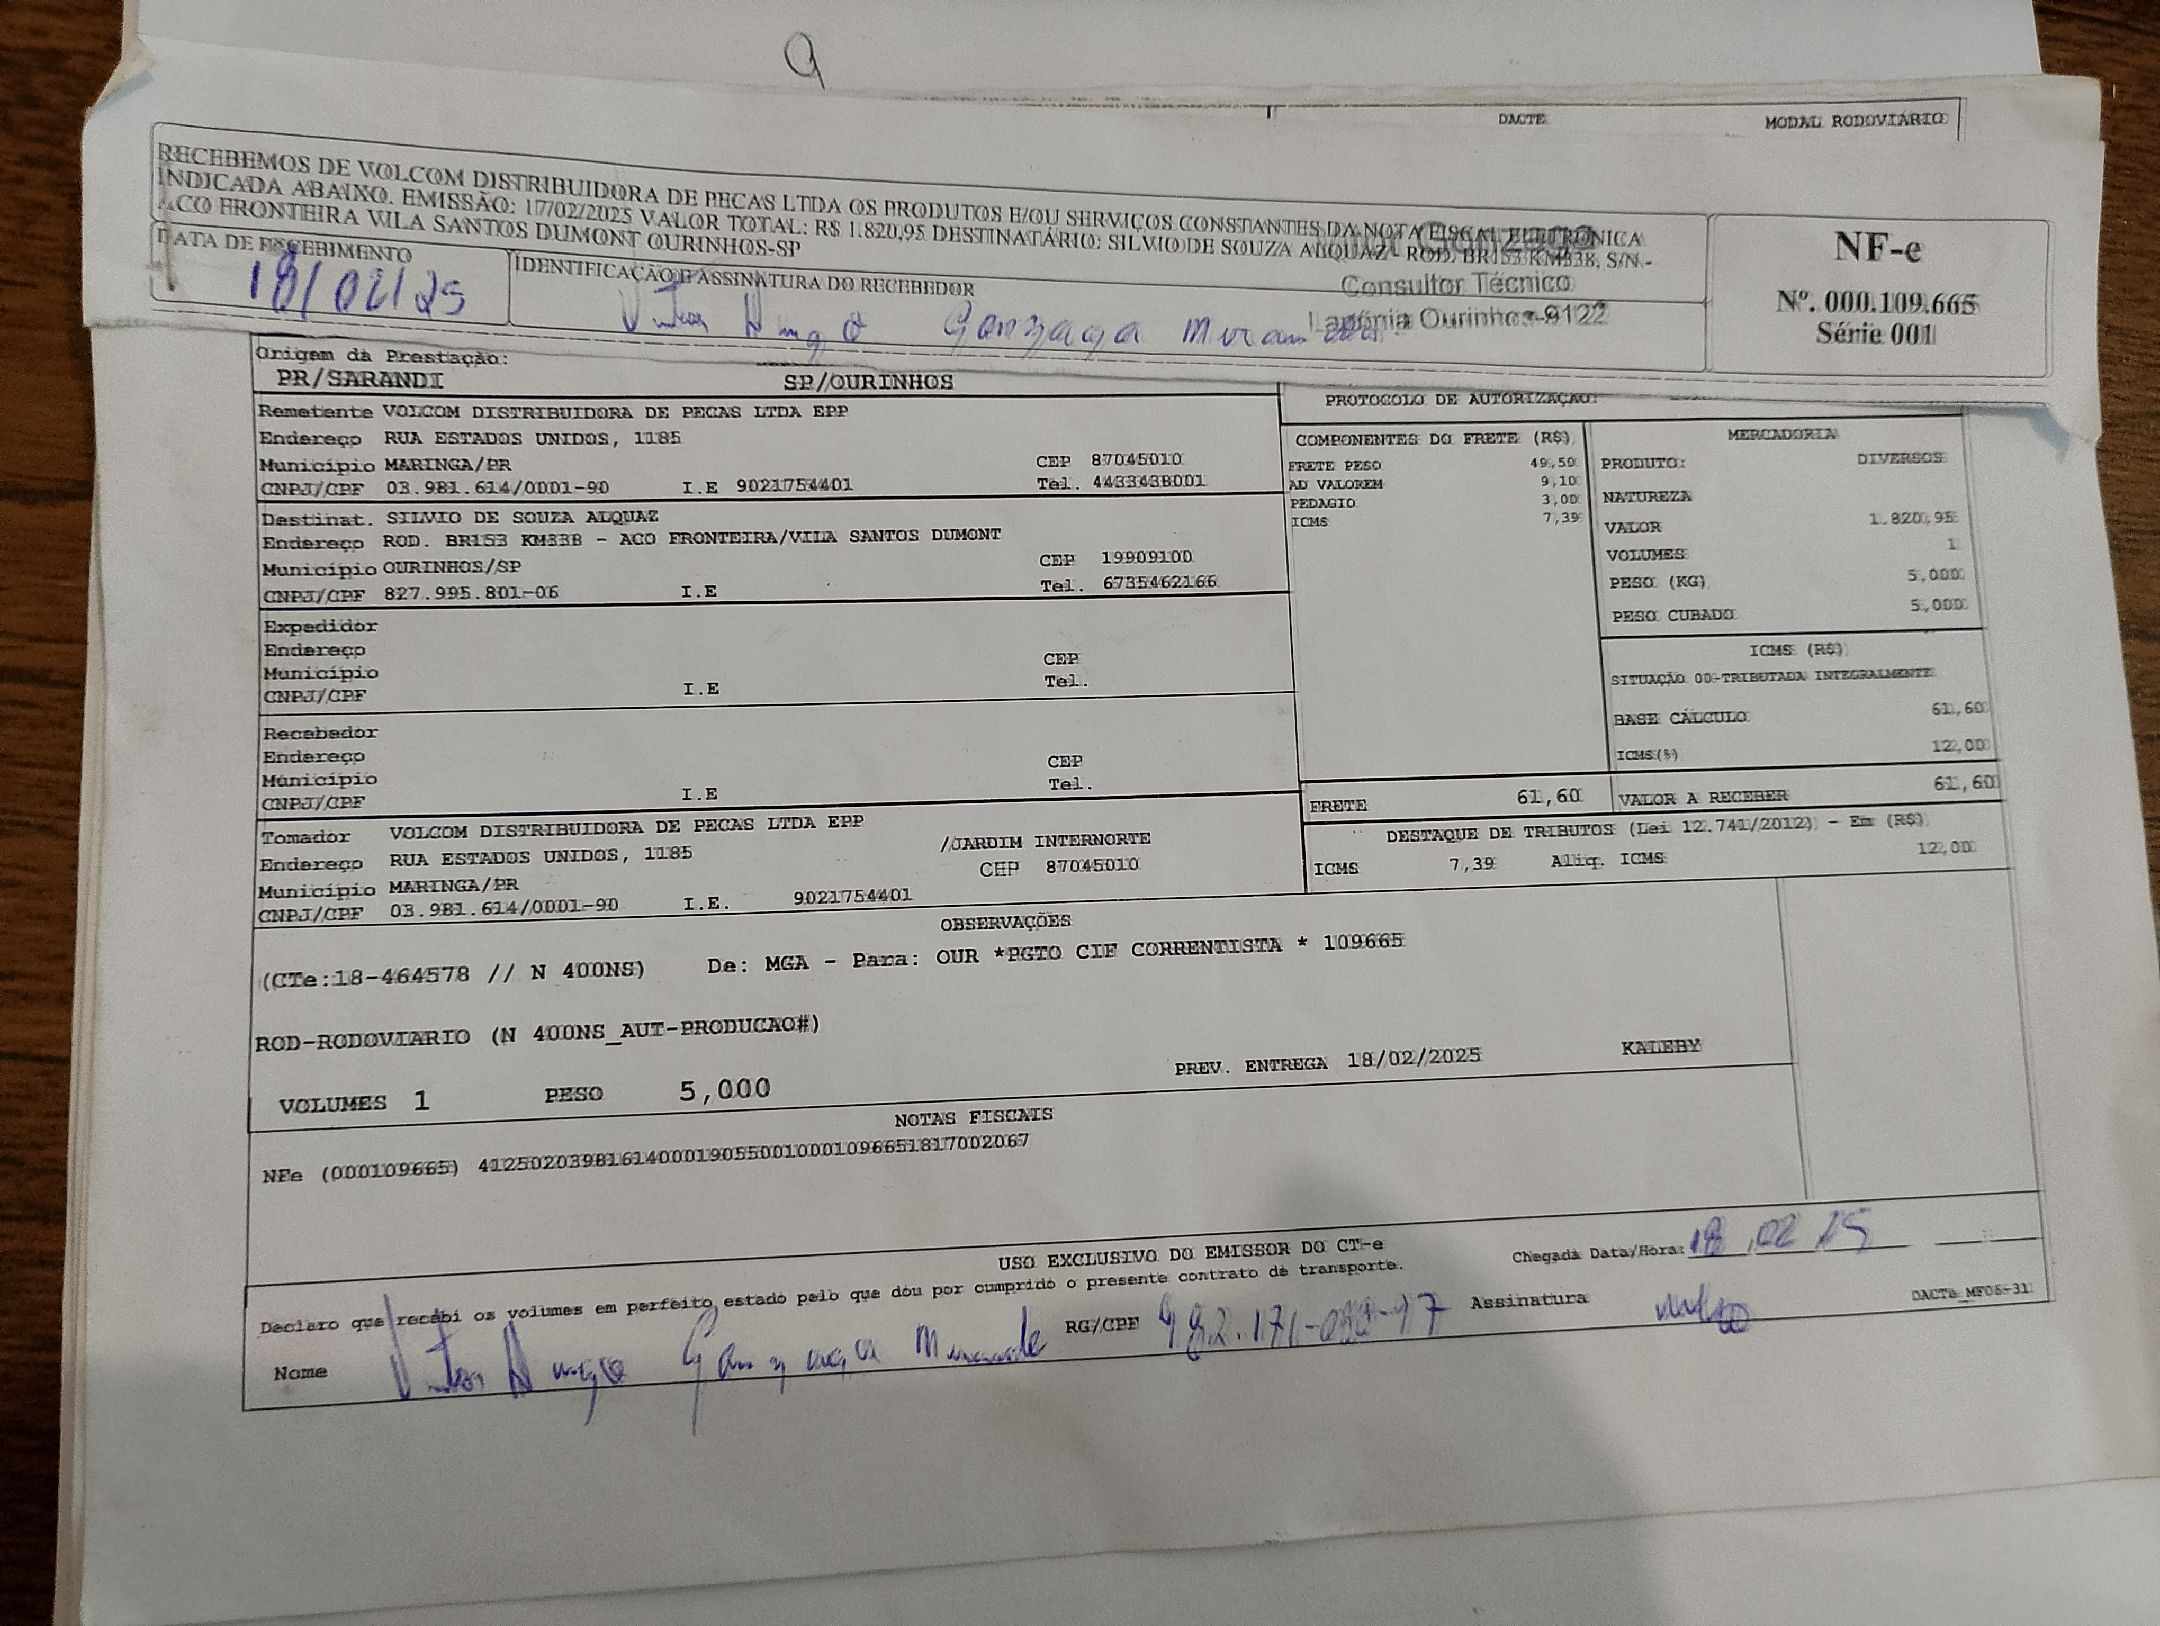 9
DACTE MODAL RODOVIÁRIO
RECEBEMOS DE VOLCOM DISTRIBUIDORA DE PECAS LTDA OS PRODUTOS E/OU SERVIÇOS CONSTANTES DA NOTA FISCAL ELETRÔNICA
INDICADA ABAIXO. EMISSÃO: 17/02/2025 VALOR TOTAL: R$ 1.820,95 DESTINATÁRIO: SILVIO DE SOUZA ALQUAZ - ROD. BR153 KM338, S/N -
ACO FRONTEIRA VILA SANTOS DUMONT OURINHOS-SP
DATA DE RECEBIMENTO
18/02/25
IDENTIFICAÇÃO E ASSINATURA DO RECEBEDOR
Vitor Hugo Gonzaga
Gonzaga
Consultor Técnico
Lapônia Ourinhos-9122
NF-e
Nº. 000.109.665
Série 001
Origem da Prestação:
PR/SARANDI SP/OURINHOS
Remetente VOLCOM DISTRIBUIDORA DE PECAS LTDA EPP
Endereço RUA ESTADOS UNIDOS, 1185
Município MARINGA/PR CEP 87045010
CNPJ/CPF 03.981.614/0001-90 I.E 9021754401 Tel. 4433438001
Destinat. SILVIO DE SOUZA ALQUAZ
Endereço ROD. BR153 KM338 - ACO FRONTEIRA/VILA SANTOS DUMONT
Município OURINHOS/SP CEP 19909100
CNPJ/CPF 827.995.801-06 I.E Tel. 6735462166
Expedidor
Endereço
Município CEP
CNPJ/CPF I.E Tel.
Recebedor
Endereço
Município CEP
CNPJ/CPF I.E Tel.
Tomador VOLCOM DISTRIBUIDORA DE PECAS LTDA EPP
Endereço RUA ESTADOS UNIDOS, 1185 /JARDIM INTERNORTE
Município MARINGA/PR CEP 87045010
CNPJ/CPF 03.981.614/0001-90 I.E. 9021754401
PROTOCOLO DE AUTORIZAÇAO:
COMPONENTES DO FRETE (R$)
FRETE PESO 49,50
AD VALOREM 9,10
PEDAGIO 3,00
ICMS 7,39
MERCADORIA
PRODUTO: DIVERSOS
NATUREZA
VALOR 1.820,95
VOLUMES 1
PESO (KG) 5,000
PESO CUBADO 5,000
ICMS (R$)
SITUAÇÃO 00-TRIBUTADA INTEGRALMENTE
BASE CÁLCULO 61,60
ICMS(%) 12,00
FRETE 61,60 VALOR A RECEBER 61,60
DESTAQUE DE TRIBUTOS (Lei 12.741/2012) - Em (R$)
ICMS 7,39 Aliq. ICMS 12,00
OBSERVAÇÕES
(CTe:18-464578 // N 400NS) De: MGA - Para: OUR *PGTO CIF CORRENTISTA * 109665
ROD-RODOVIARIO (N 400NS_AUT-PRODUCAO#)
PREV. ENTREGA 18/02/2025 KALEBY
VOLUMES 1 PESO 5,000
NOTAS FISCAIS
NFe (000109665) 41250203981614000190550010001096651817002067
USO EXCLUSIVO DO EMISSOR DO CT-e
Declaro que recebi os volumes em perfeito estado pelo que dou por cumprido o presente contrato de transporte.
Chegada Data/Hora: 18 02 25
Nome Vitor Hugo Gonzaga RG/CPF Assinatura
DACTe_MF06-31